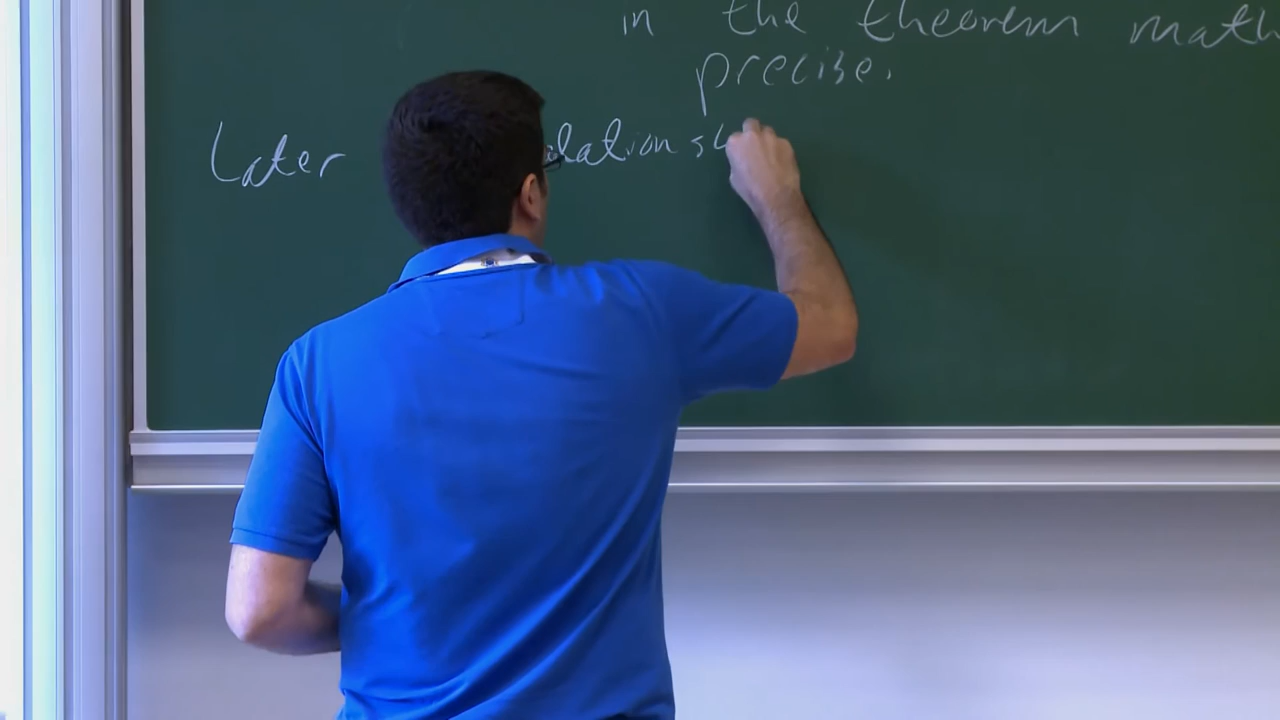 in the theorem math
precise.
Later